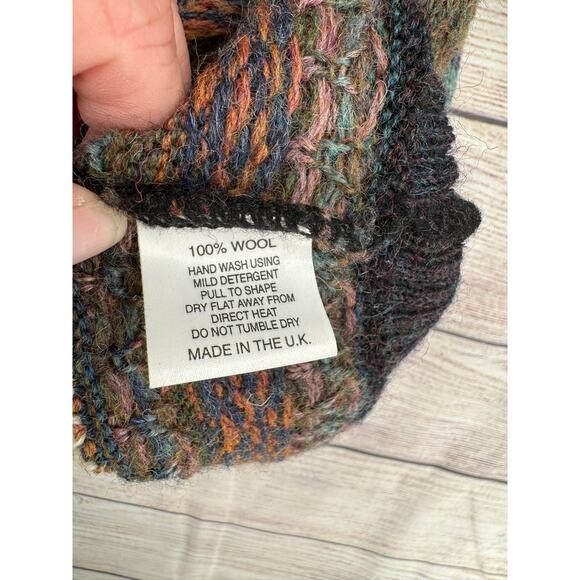 100% WOOL
HAND WASH USING
MILD DETERGENT
PULL TO SHAPE
DRY FLAT AWAY FROM
DIRECT HEAT
DO NOT TUMBLE DRY
MADE IN THE U.K.